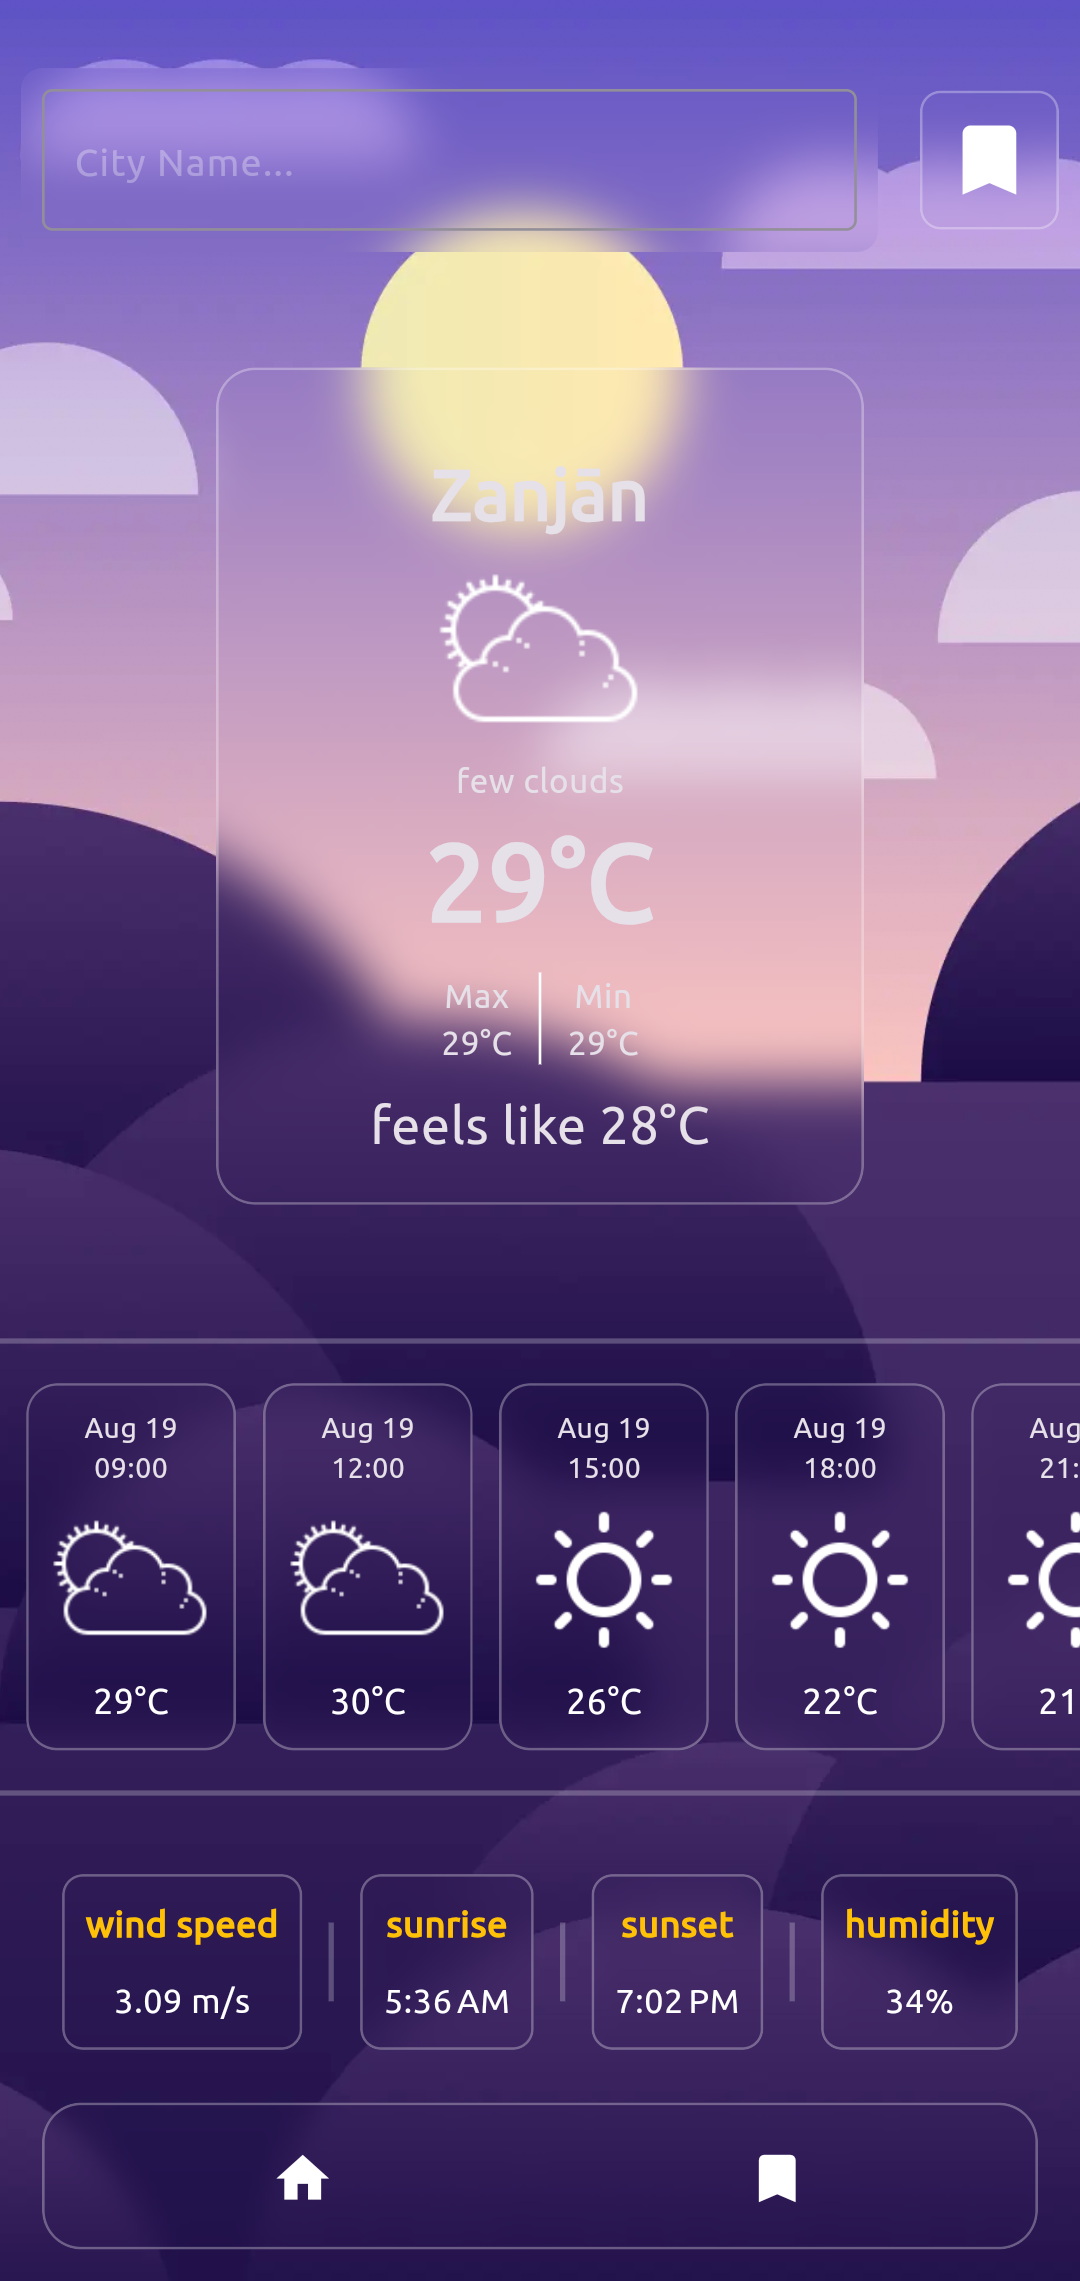 City Name...
Zanjān
few clouds
29°C
Max Min
29°C 29°C
feels like 28°C
Aug 19 Aug 19 Aug 19 Aug 19 Aug
09:00 12:00 15:00 18:00 21:
29°C 30°C 26°C 22°C 21
wind speed sunrise sunset humidity
3.09 m/s 5:36 AM 7:02 PM 34%